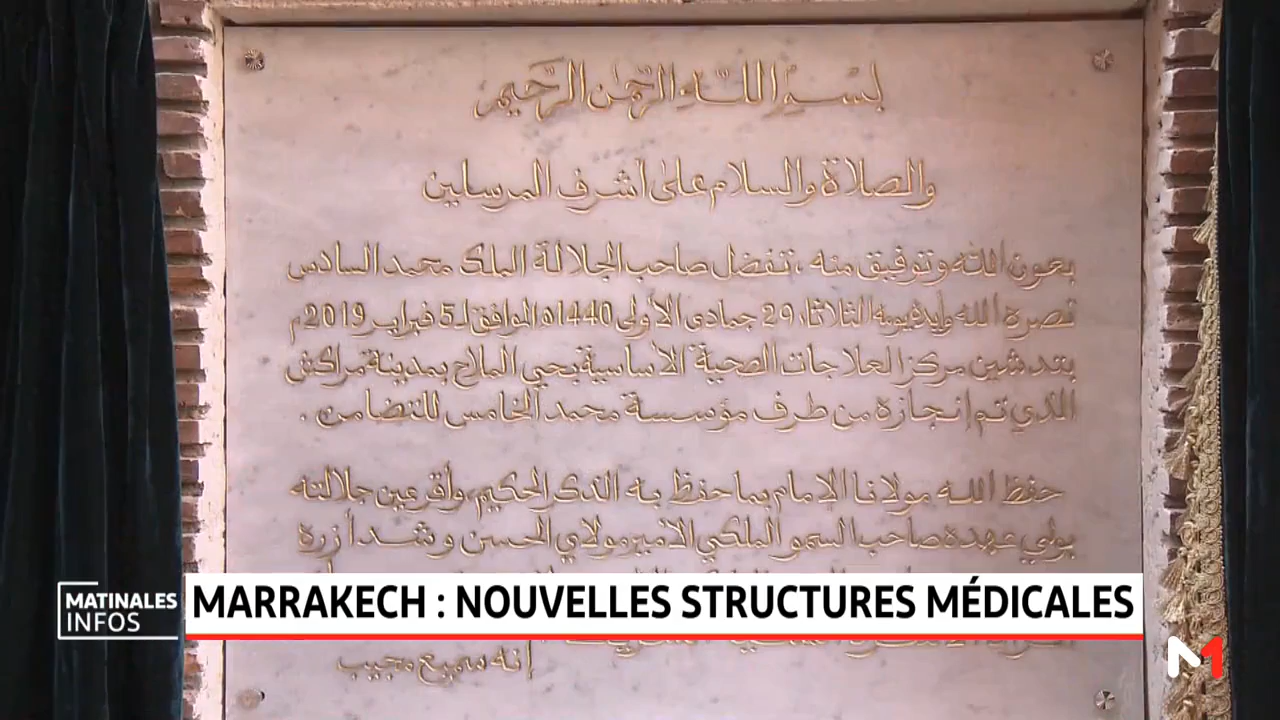 بسم الله الرحمن الرحيم
والصلاة والسلام على أشرف المرسلين
بعون الله وتوفيق منه، تفضل صاحب الجلالة الملك محمد السادس
نصره الله وأيده يومه الثلاثاء 29 جمادى الأولى 1440ه الموافق لـ 5 فبراير 2019م
بتدشين مركز العلاجات الصحية الأساسية بحي الملاح بمدينة مراكش
الذي تم إنجازه من طرف مؤسسة محمد الخامس للتضامن.
حفظ الله مولانا الإمام بما حفظ به الذكر الحكيم، وأقر عين جلالته
بولي عهده صاحب السمو الملكي الأمير مولاي الحسن وشد أزره
إنه سميع مجيب
MATINALES
INFOS
MARRAKECH : NOUVELLES STRUCTURES MÉDICALES